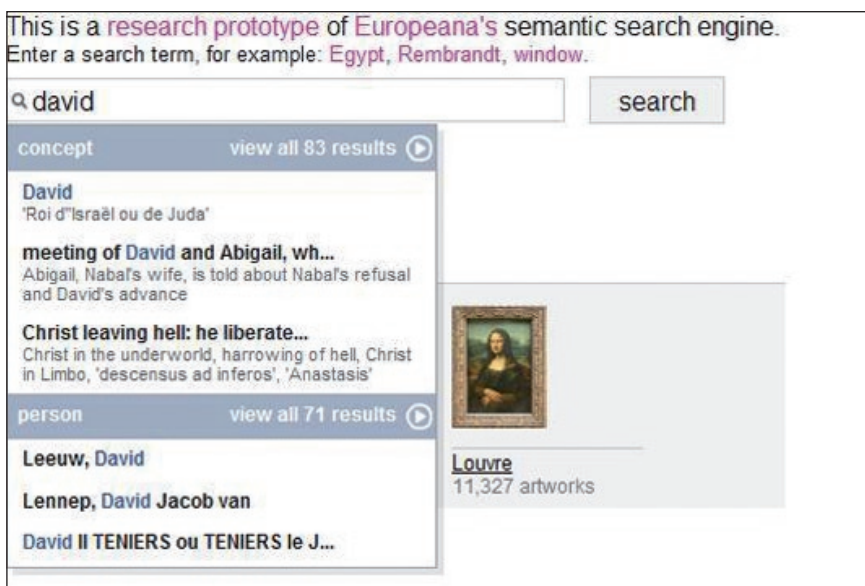 This is a research prototype of Europeana's semantic search engine.
Enter a search term, for example: Egypt, Rembrandt, window.
david
search
concept view all 83 results
David
'Roi d''Israël ou de Juda'
meeting of David and Abigail, wh...
Abigail, Nabal's wife, is told about Nabal's refusal
and David's advance
Christ leaving hell: he liberate...
Christ in the underworld, harrowing of hell, Christ
in Limbo, 'descensus ad inferos', 'Anastasis'
person view all 71 results
Leeuw, David
Lennep, David Jacob van
David II TENIERS ou TENIERS le J...
Louvre
11,327 artworks